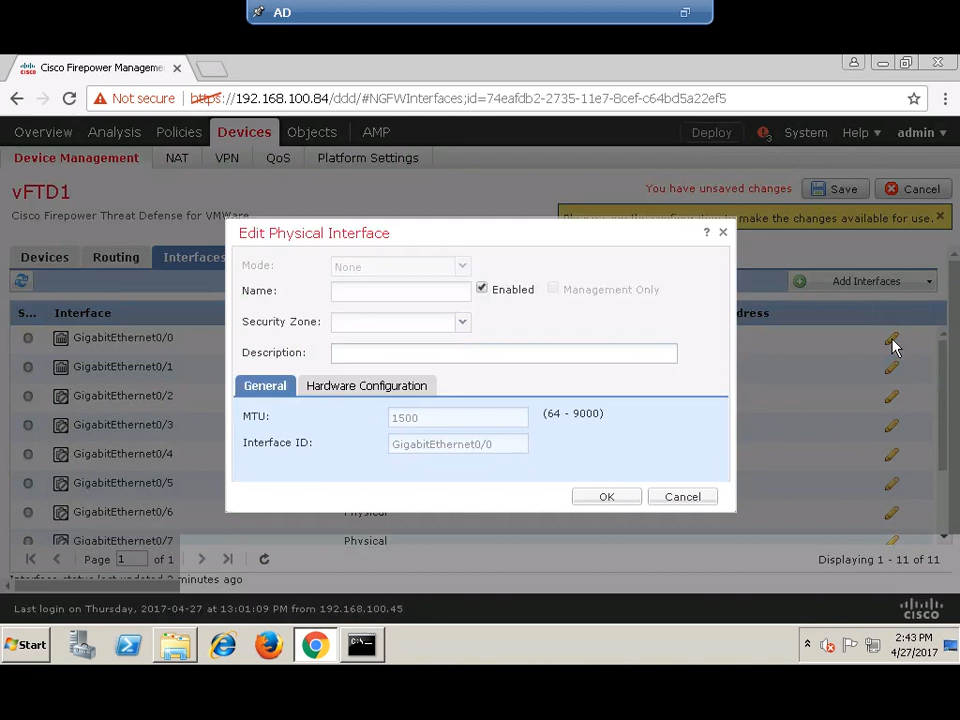 AD
Cisco Firepower Manageme
Not secure https://192.168.100.84/ddd/#NGFWInterfaces;id=74eafdb2-2735-11e7-8cef-c64bd5a22ef5
Overview Analysis Policies Devices Objects AMP Deploy 3 System Help admin
Device Management NAT VPN QoS Platform Settings
vFTD1
You have unsaved changes Save Cancel
Cisco Firepower Threat Defense for VMWare
make the changes available for use.
Devices Routing Interfaces
Add Interfaces
S... Interface
GigabitEthernet0/0
GigabitEthernet0/1
GigabitEthernet0/2
GigabitEthernet0/3
GigabitEthernet0/4
GigabitEthernet0/5
GigabitEthernet0/6 Physical
GigabitEthernet0/7 Physical
Edit Physical Interface ?
Mode: None
Name: Enabled Management Only
Security Zone:
Description:
General Hardware Configuration
MTU: 1500 (64 - 9000)
Interface ID: GigabitEthernet0/0
OK Cancel
Page 1 of 1 Displaying 1 - 11 of 11
minutes ago
Last login on Thursday, 2017-04-27 at 13:01:09 PM from 192.168.100.45
CISCO
Start
2:43 PM
4/27/2017